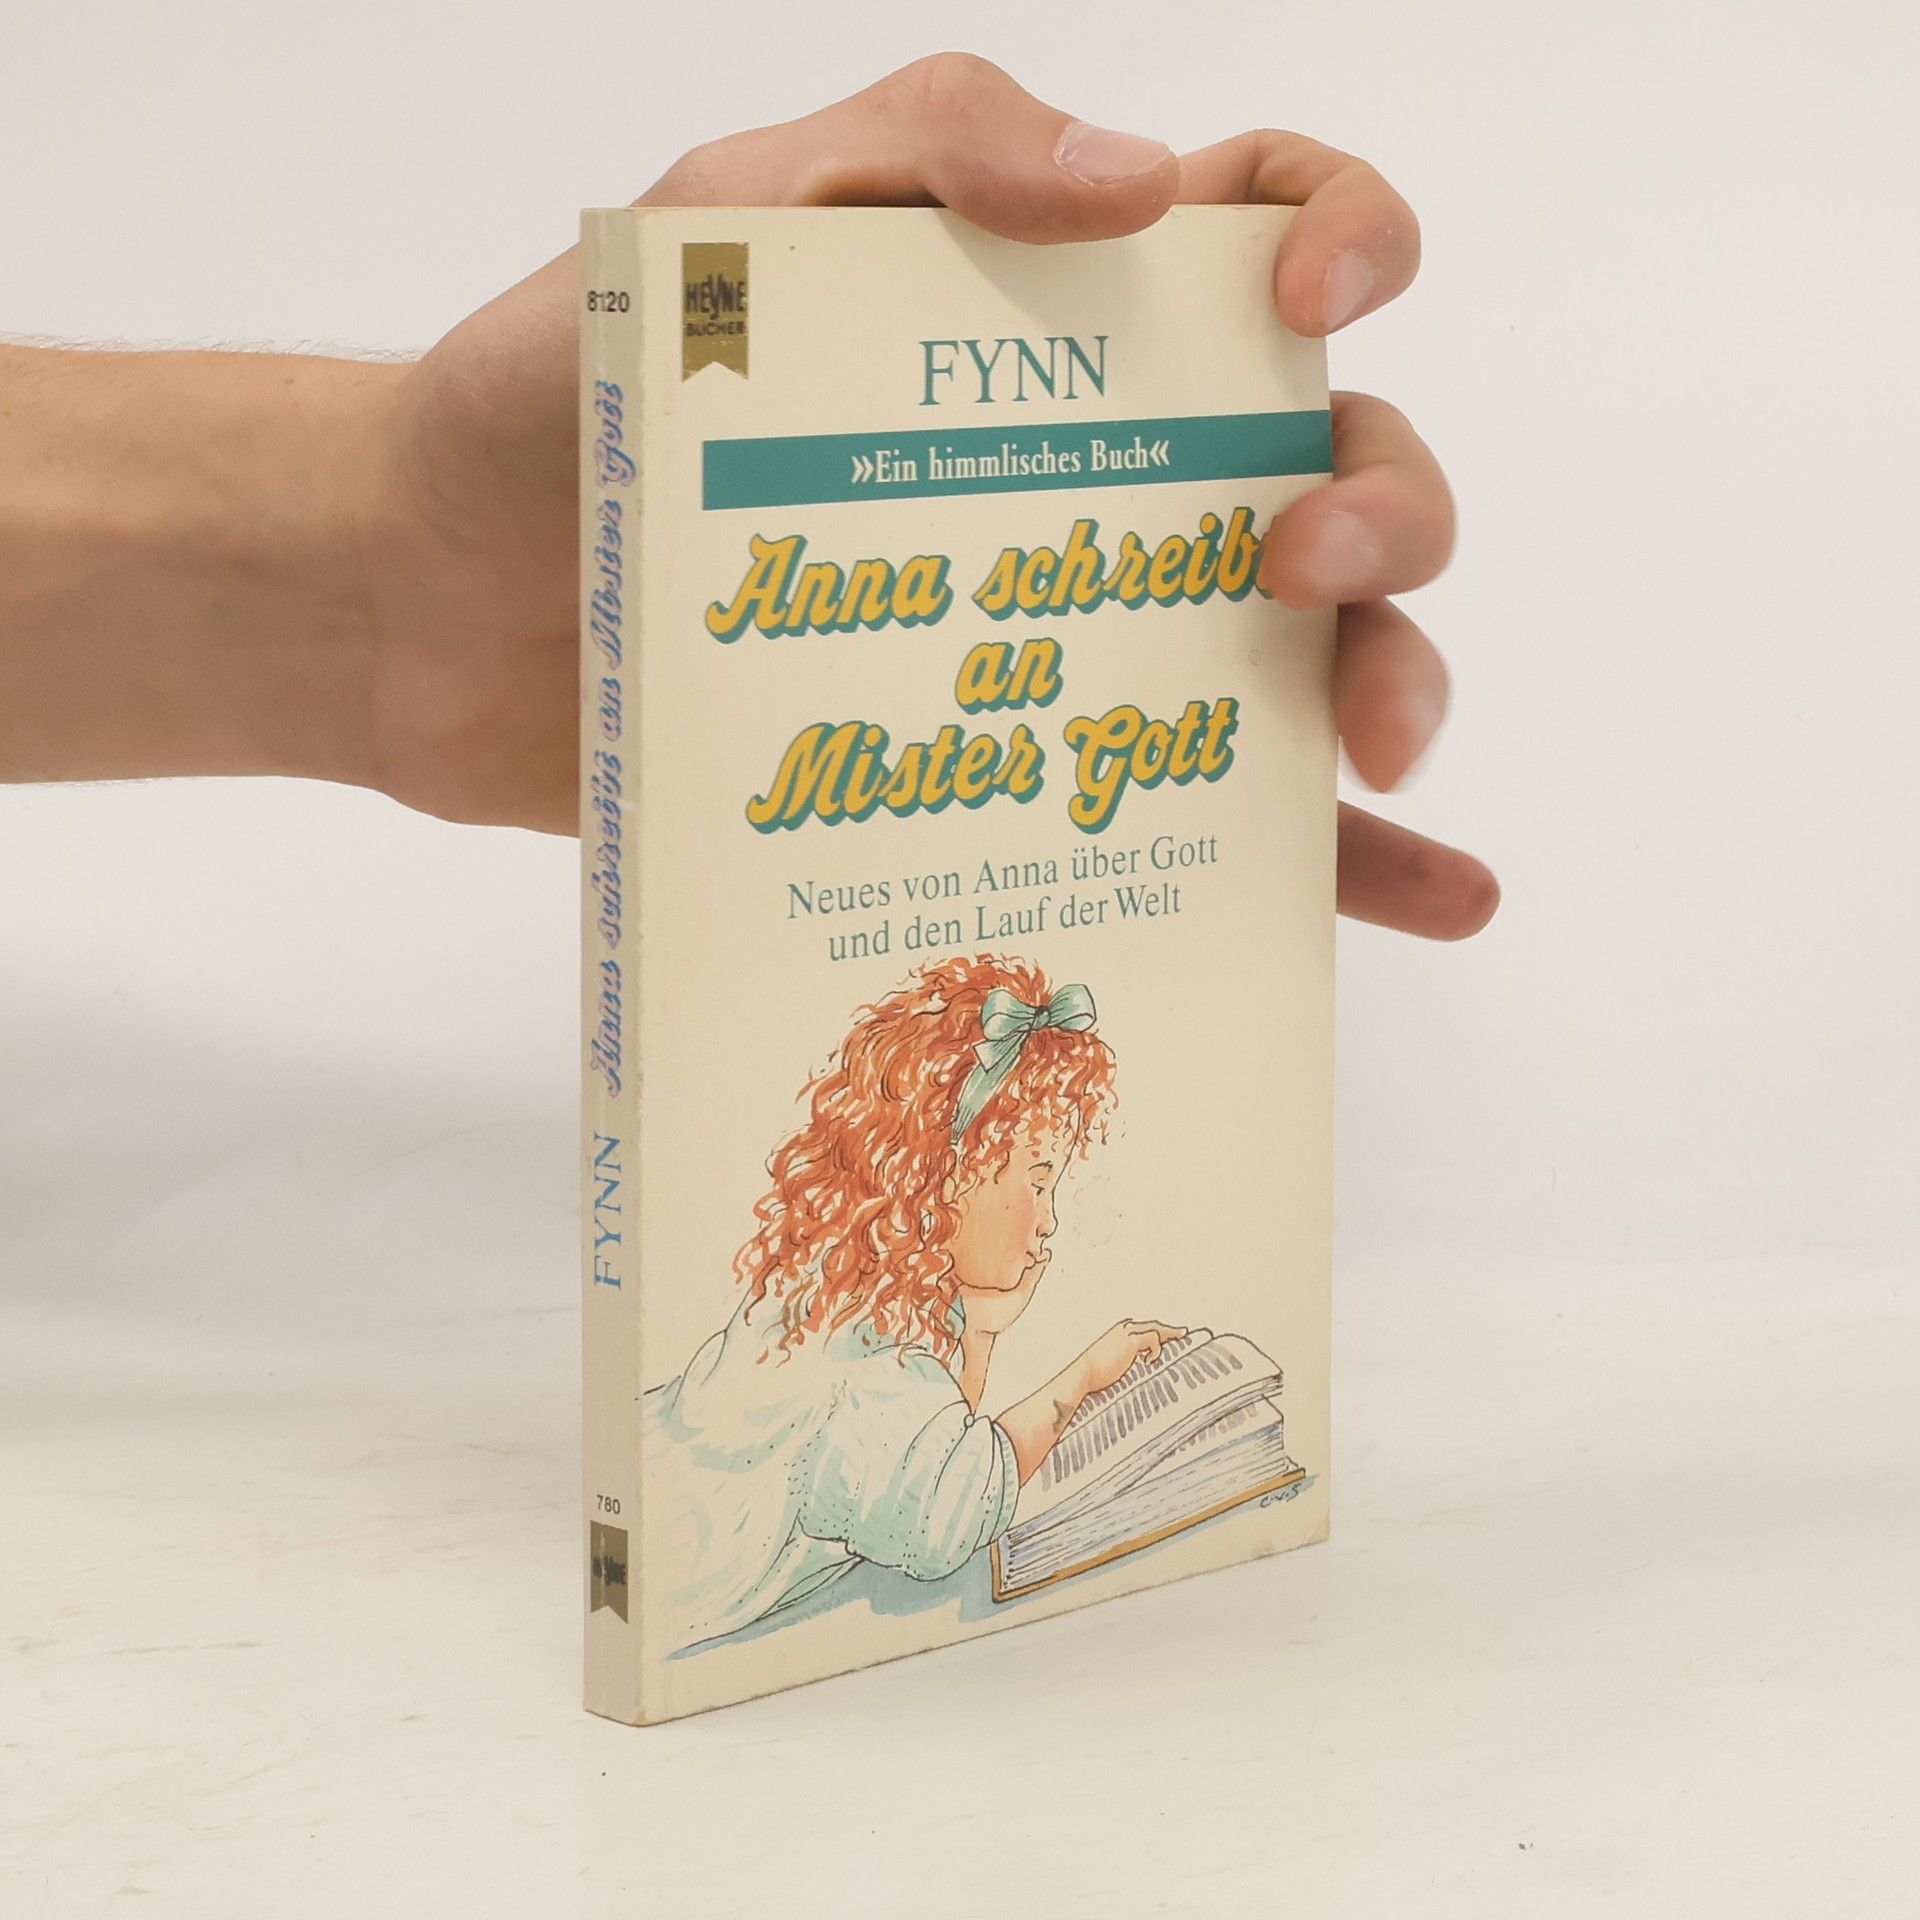 8120
FYNN Anna schreibt an Mister Gott
780
HEYNE
HEYNE
BÜCHER
FYNN
»Ein himmlisches Buch«
Anna schreibt
an
Mister Gott
Neues von Anna über Gott
und den Lauf der Welt
C.v.S